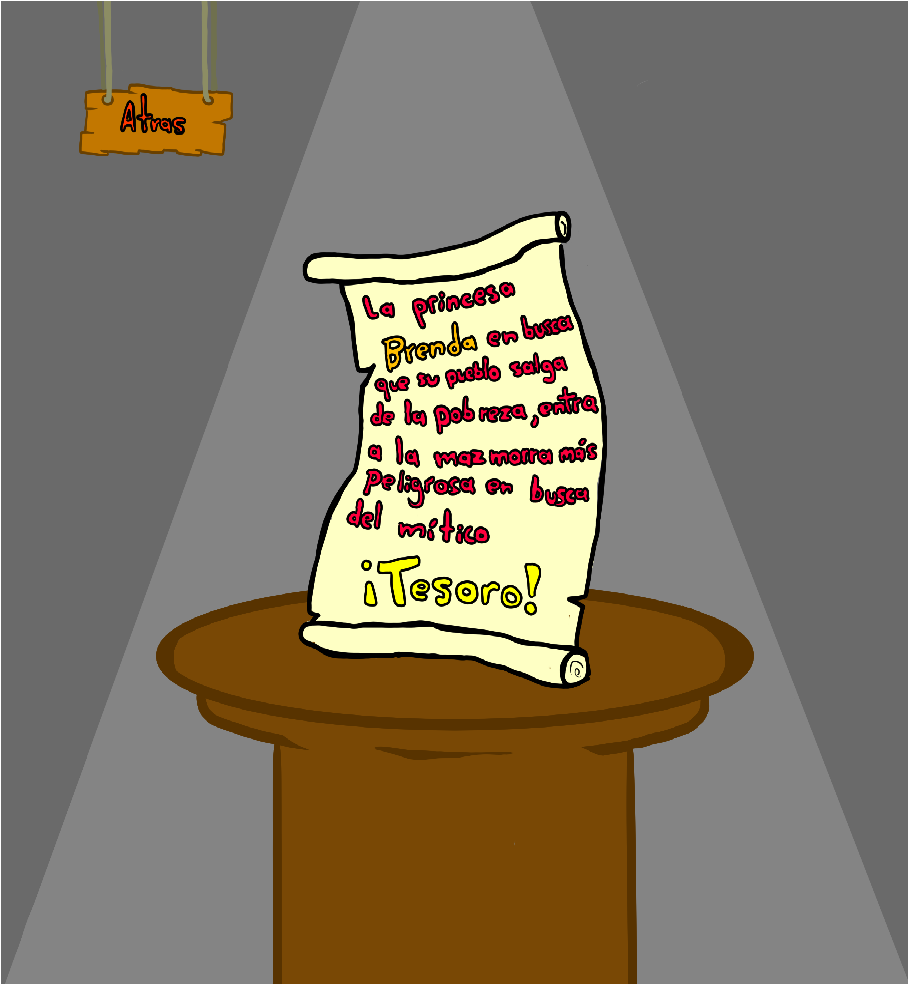 Atras
La princesa
Brenda en busca
que su pueblo salga
de la pobreza, entra
a la mazmorra más
Peligrosa en busca
del mítico
¡Tesoro!